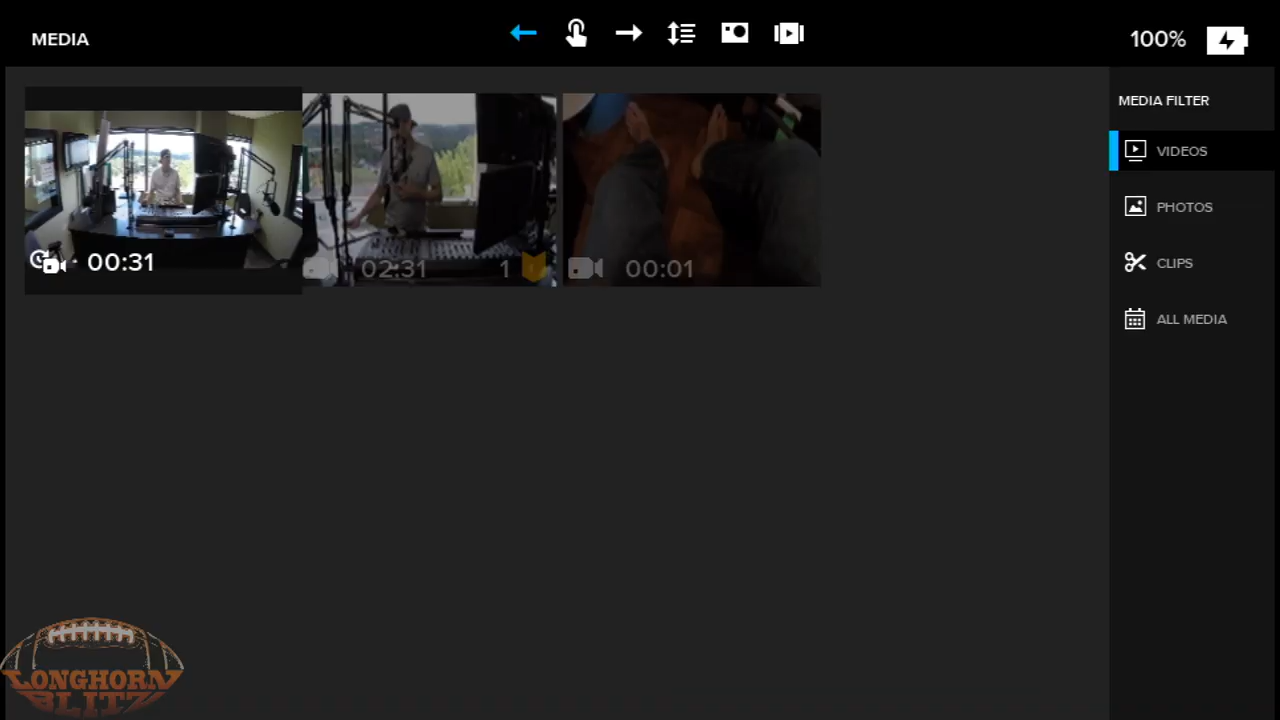 MEDIA
100%
00:31
02:31
1
00:01
MEDIA FILTER
VIDEOS
PHOTOS
CLIPS
ALL MEDIA
LONGHORN
BLITZ